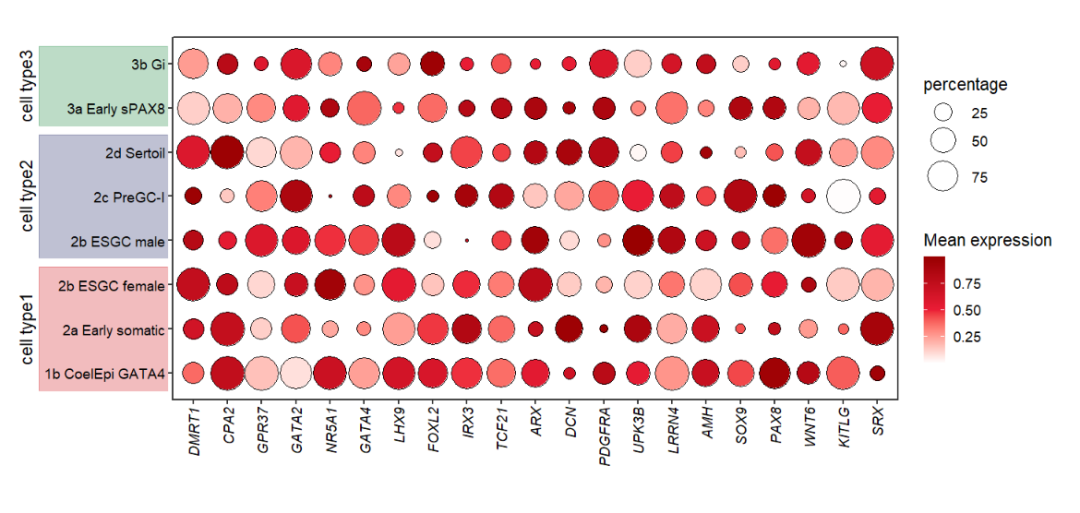 cell type3
3b Gi
3a Early sPAX8
cell type2
2d Sertoil
2c PreGC-I
2b ESGC male
cell type1
2b ESGC female
2a Early somatic
1b CoelEpi GATA4
DMRT1
CPA2
GPR37
GATA2
NR5A1
GATA4
LHX9
FOXL2
IRX3
TCF21
ARX
DCN
PDGFRA
UPK3B
LRRN4
AMH
SOX9
PAX8
WNT6
KITLG
SRX
percentage
25
50
75
Mean expression
0.75
0.50
0.25